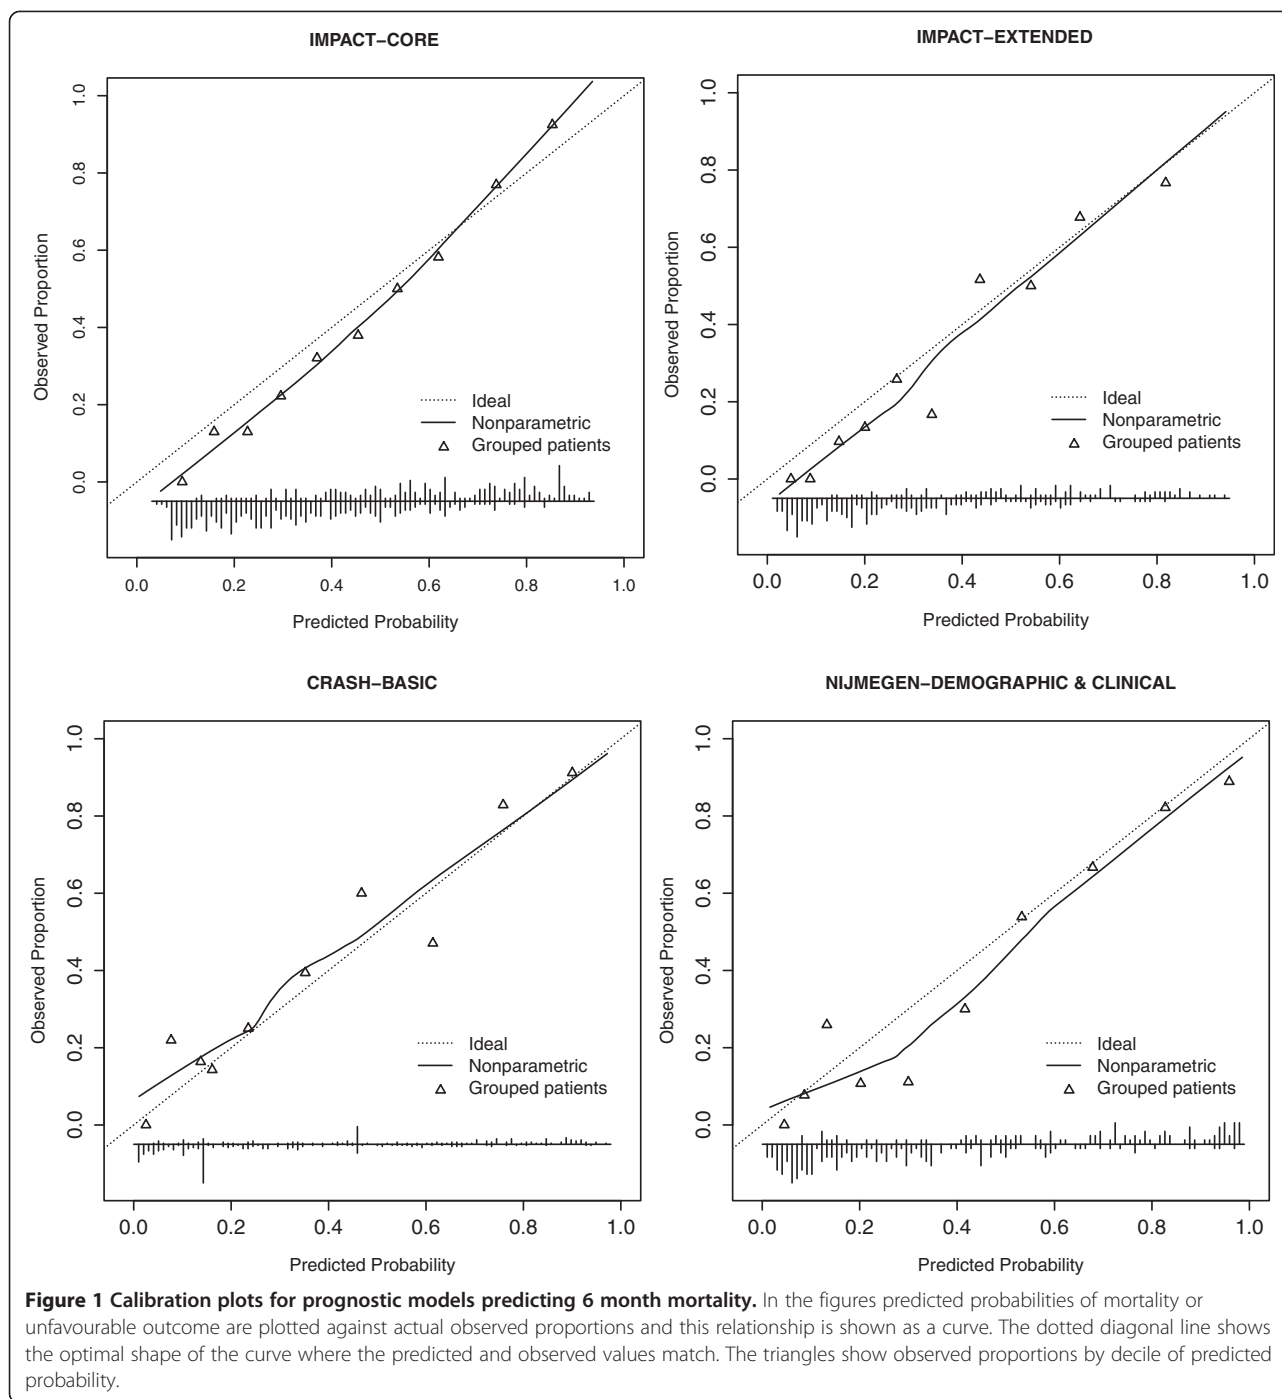 IMPACT–CORE
1.0
0.8
0.6
0.4
0.2
0.0
Observed Proportion
Ideal
Nonparametric
Grouped patients
0.0 0.2 0.4 0.6 0.8 1.0
Predicted Probability
IMPACT–EXTENDED
1.0
0.8
0.6
0.4
0.2
0.0
Observed Proportion
Ideal
Nonparametric
Grouped patients
0.0 0.2 0.4 0.6 0.8 1.0
Predicted Probability
CRASH–BASIC
1.0
0.8
0.6
0.4
0.2
0.0
Observed Proportion
Ideal
Nonparametric
Grouped patients
0.0 0.2 0.4 0.6 0.8 1.0
Predicted Probability
NIJMEGEN–DEMOGRAPHIC & CLINICAL
1.0
0.8
0.6
0.4
0.2
0.0
Observed Proportion
Ideal
Nonparametric
Grouped patients
0.0 0.2 0.4 0.6 0.8 1.0
Predicted Probability
Figure 1 Calibration plots for prognostic models predicting 6 month mortality. In the figures predicted probabilities of mortality or
unfavourable outcome are plotted against actual observed proportions and this relationship is shown as a curve. The dotted diagonal line shows
the optimal shape of the curve where the predicted and observed values match. The triangles show observed proportions by decile of predicted
probability.